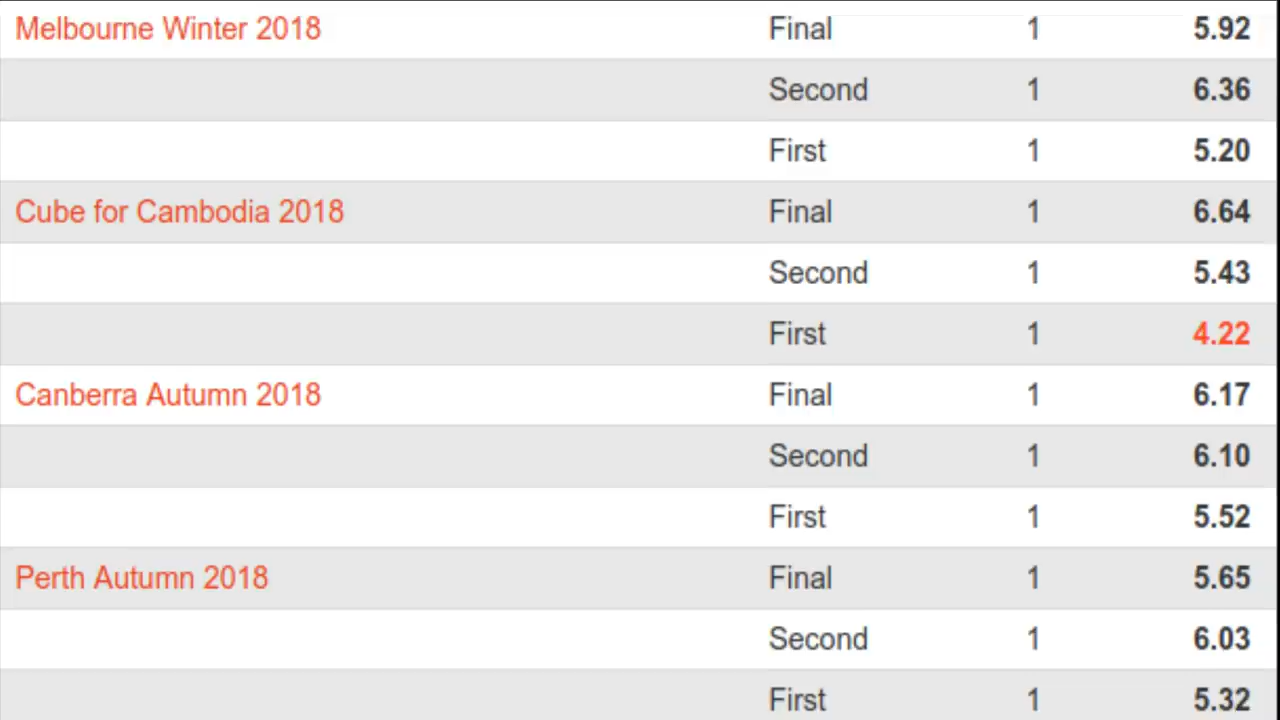 Melbourne Winter 2018 Final 1 5.92
Second 1 6.36
First 1 5.20
Cube for Cambodia 2018 Final 1 6.64
Second 1 5.43
First 1 4.22
Canberra Autumn 2018 Final 1 6.17
Second 1 6.10
First 1 5.52
Perth Autumn 2018 Final 1 5.65
Second 1 6.03
First 1 5.32